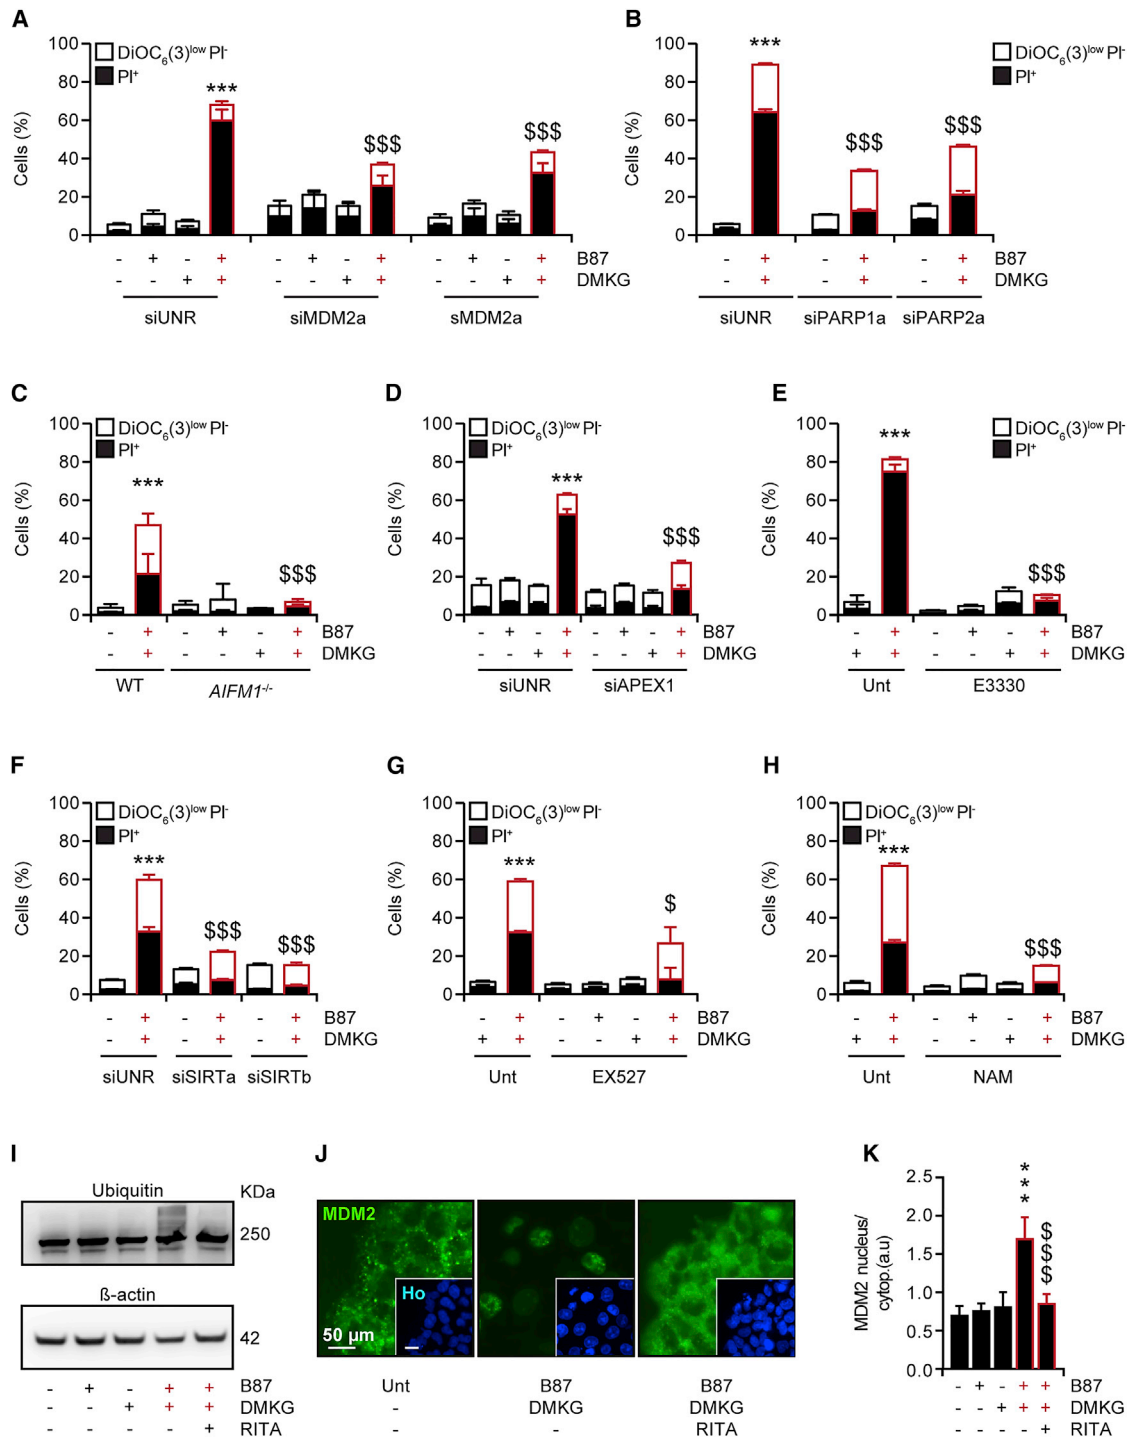 A
100
80
60
40
20
0
Cells (%)
DiOC6(3)low PI-
PI+
***
$$$
$$$
- + - + - + - + - + - + B87
- - + + - - + + - - + + DMKG
siUNR siMDM2a sMDM2a
B
100
80
60
40
20
0
Cells (%)
DiOC6(3)low PI-
PI+
***
$$$
$$$
- + - + - + B87
- + - + - + DMKG
siUNR siPARP1a siPARP2a
C
100
80
60
40
20
0
Cells (%)
DiOC6(3)low PI-
PI+
***
$$$
- + - + - + B87
- + - - + + DMKG
WT AIFM1-/-
D
100
80
60
40
20
0
Cells (%)
DiOC6(3)low PI-
PI+
***
$$$
- + - + - + - + B87
- - + + - - + + DMKG
siUNR siAPEX1
E
100
80
60
40
20
0
Cells (%)
DiOC6(3)low PI-
PI+
***
$$$
- + - + - + B87
+ + - - + + DMKG
Unt E3330
F
100
80
60
40
20
0
Cells (%)
DiOC6(3)low PI-
PI+
***
$$$
$$$
- + - + - + B87
- + - + - + DMKG
siUNR siSIRTa siSIRTb
G
100
80
60
40
20
0
Cells (%)
DiOC6(3)low PI-
PI+
***
$
- + - + - + B87
+ + - - + + DMKG
Unt EX527
H
100
80
60
40
20
0
Cells (%)
DiOC6(3)low PI-
PI+
***
$$$
- + - + - + B87
+ + - - + + DMKG
Unt NAM
I
Ubiquitin KDa
250
ß-actin
42
- + - + + B87
- - + + + DMKG
- - - - + RITA
J
MDM2
Ho
50 µm
Unt B87 B87
- DMKG DMKG
- - RITA
K
2.5
2.0
1.5
1.0
0.5
0.0
MDM2 nucleus/
cytop.(a.u)
***
$$$
- + - + + B87
- - + + + DMKG
- - - - + RITA